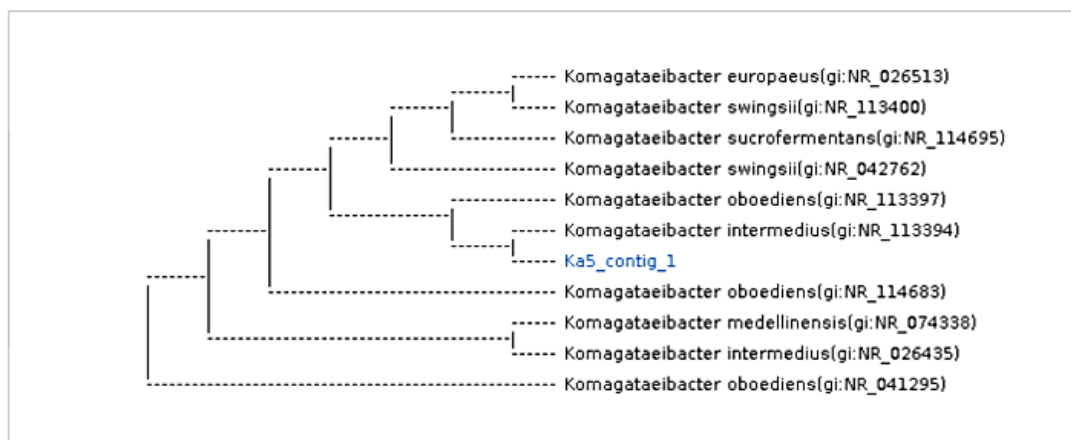 Komagataeibacter europaeus(gi:NR_026513)
Komagataeibacter swingsii(gi:NR_113400)
Komagataeibacter sucrofermentans(gi:NR_114695)
Komagataeibacter swingsii(gi:NR_042762)
Komagataeibacter oboediens(gi:NR_113397)
Komagataeibacter intermedius(gi:NR_113394)
Ka5_contig_1
Komagataeibacter oboediens(gi:NR_114683)
Komagataeibacter medellinensis(gi:NR_074338)
Komagataeibacter intermedius(gi:NR_026435)
Komagataeibacter oboediens(gi:NR_041295)